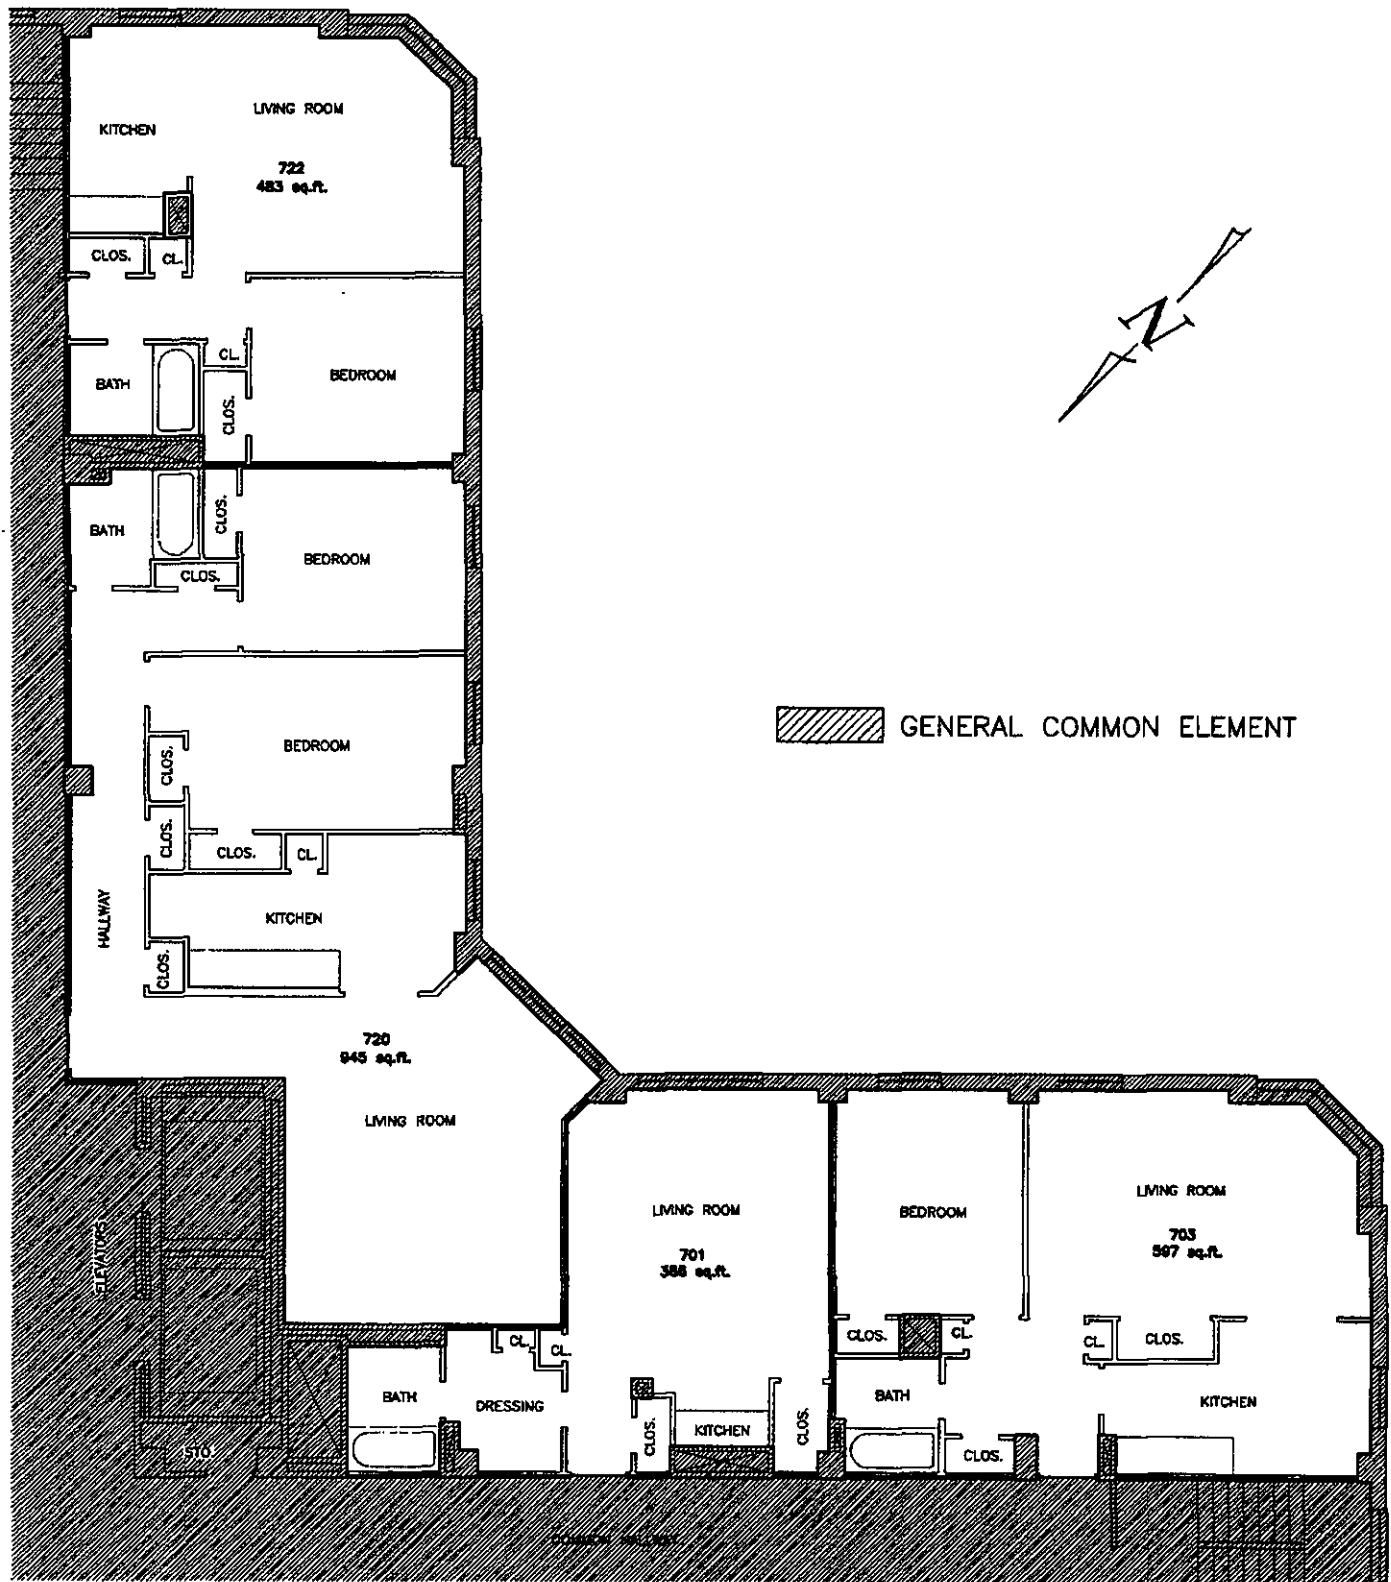 LIVING ROOM
KITCHEN
722
483 sq.ft.
CLOS.
CL.
CL.
BEDROOM
BATH
CLOS.
N
BATH
CLOS.
BEDROOM
CLOS.
GENERAL COMMON ELEMENT
BEDROOM
CLOS.
CLOS.
CLOS.
CL.
HALLWAY
KITCHEN
CLOS.
720
945 sq.ft.
LIVING ROOM
LIVING ROOM
701
LIVING ROOM
703
597 sq.ft.
BEDROOM
ELEVATORS
CL.
CL.
CLOS.
CL.
CL.
CLOS.
BATH
DRESSING
CLOS.
KITCHEN
CLOS.
BATH
KITCHEN
STO.
CLOS.
COMMON HALLWAY